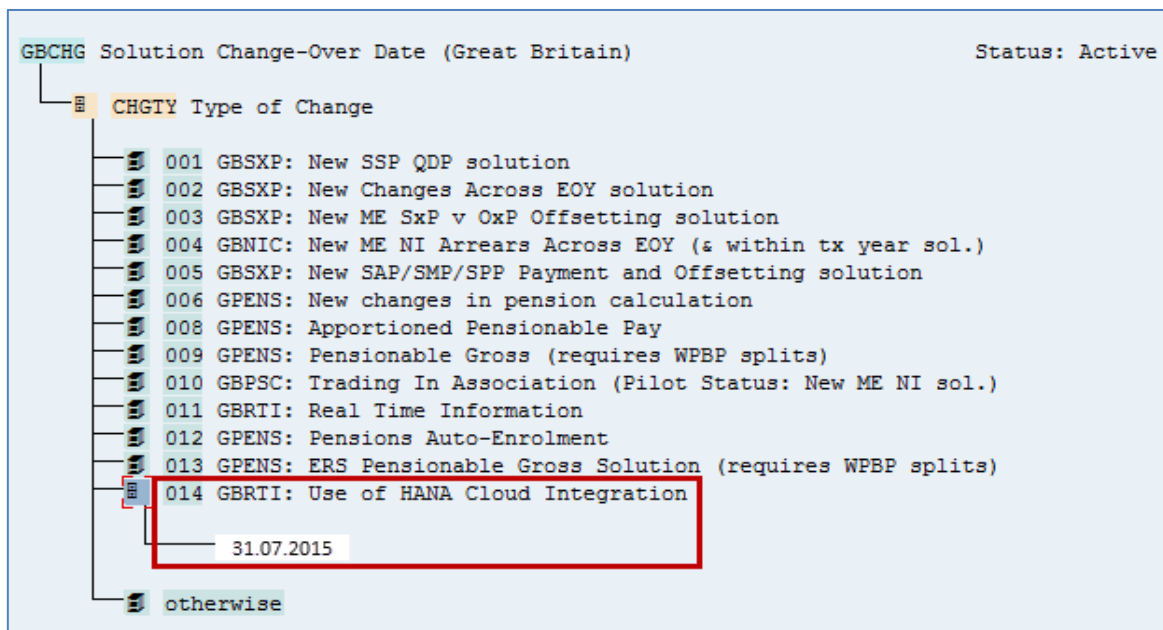 GBCHG Solution Change-Over Date (Great Britain) Status: Active
CHGTY Type of Change
001 GBSXP: New SSP QDP solution
002 GBSXP: New Changes Across EOY solution
003 GBSXP: New ME SxP v OxP Offsetting solution
004 GBNIC: New ME NI Arrears Across EOY (& within tx year sol.)
005 GBSXP: New SAP/SMP/SPP Payment and Offsetting solution
006 GPENS: New changes in pension calculation
008 GPENS: Apportioned Pensionable Pay
009 GPENS: Pensionable Gross (requires WPBP splits)
010 GBPSC: Trading In Association (Pilot Status: New ME NI sol.)
011 GBRTI: Real Time Information
012 GPENS: Pensions Auto-Enrolment
013 GPENS: ERS Pensionable Gross Solution (requires WPBP splits)
014 GBRTI: Use of HANA Cloud Integration
31.07.2015
otherwise